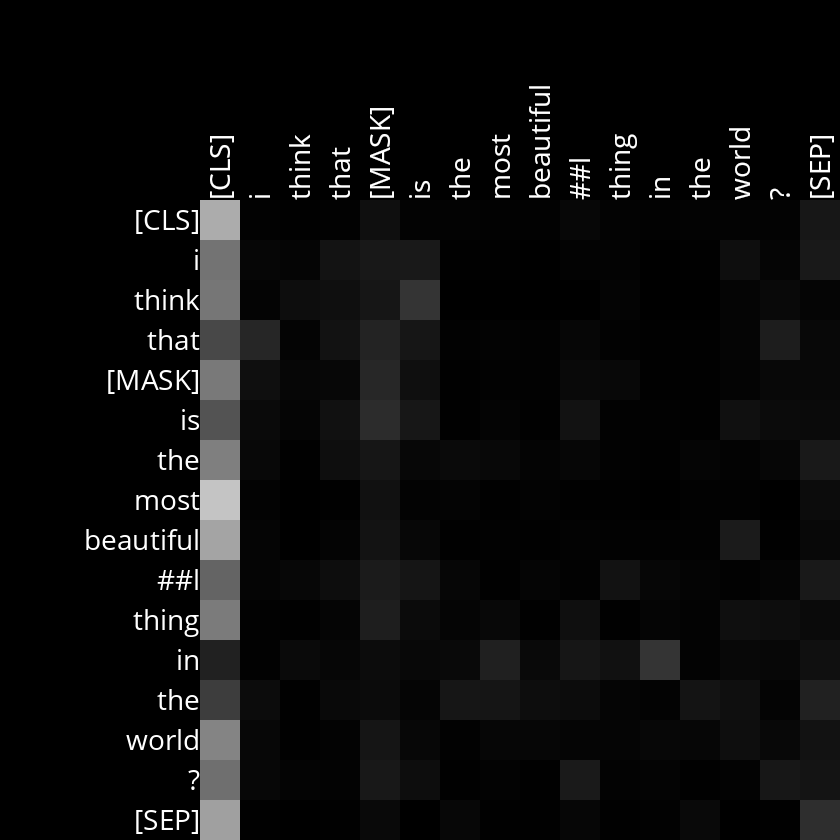 [CLS] i think that [MASK] is the most beautiful ##l thing in the world ? [SEP]
[CLS]
i
think
that
[MASK]
is
the
most
beautiful
##l
thing
in
the
world
?
[SEP]